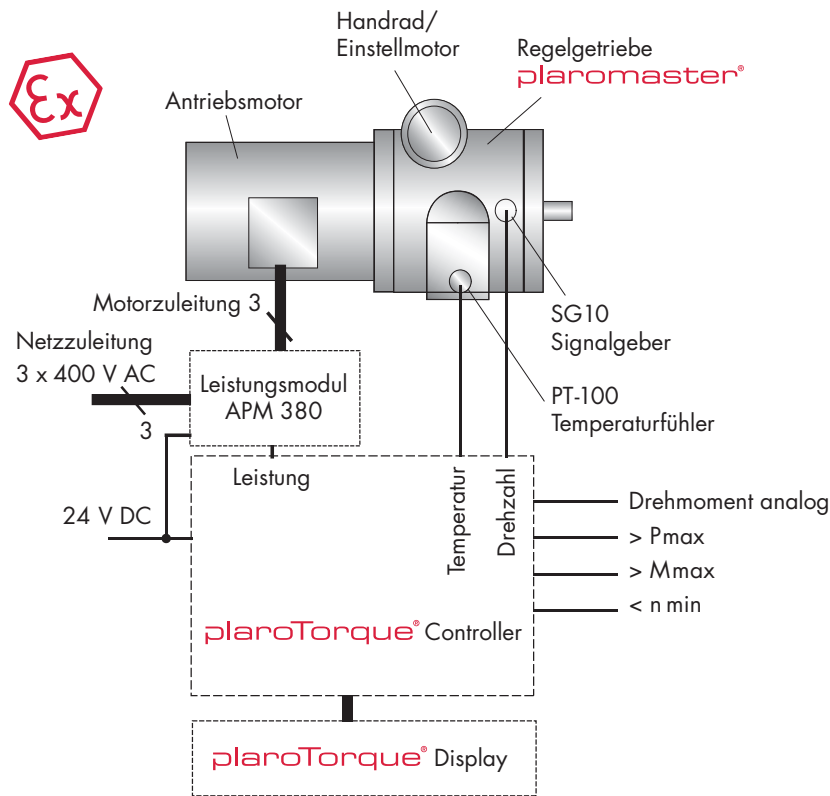 Handrad/
Einstellmotor
Regelgetriebe
plaromaster®
Ex
Antriebsmotor
Motorzuleitung 3
SG10
Signalgeber
Netzzuleitung
3 x 400 V AC
3
Leistungsmodul
APM 380
PT-100
Temperaturfühler
Leistung
Temperatur
Drehzahl
24 V DC
Drehmoment analog
> Pmax
> Mmax
< n min
plaroTorque® Controller
plaroTorque® Display